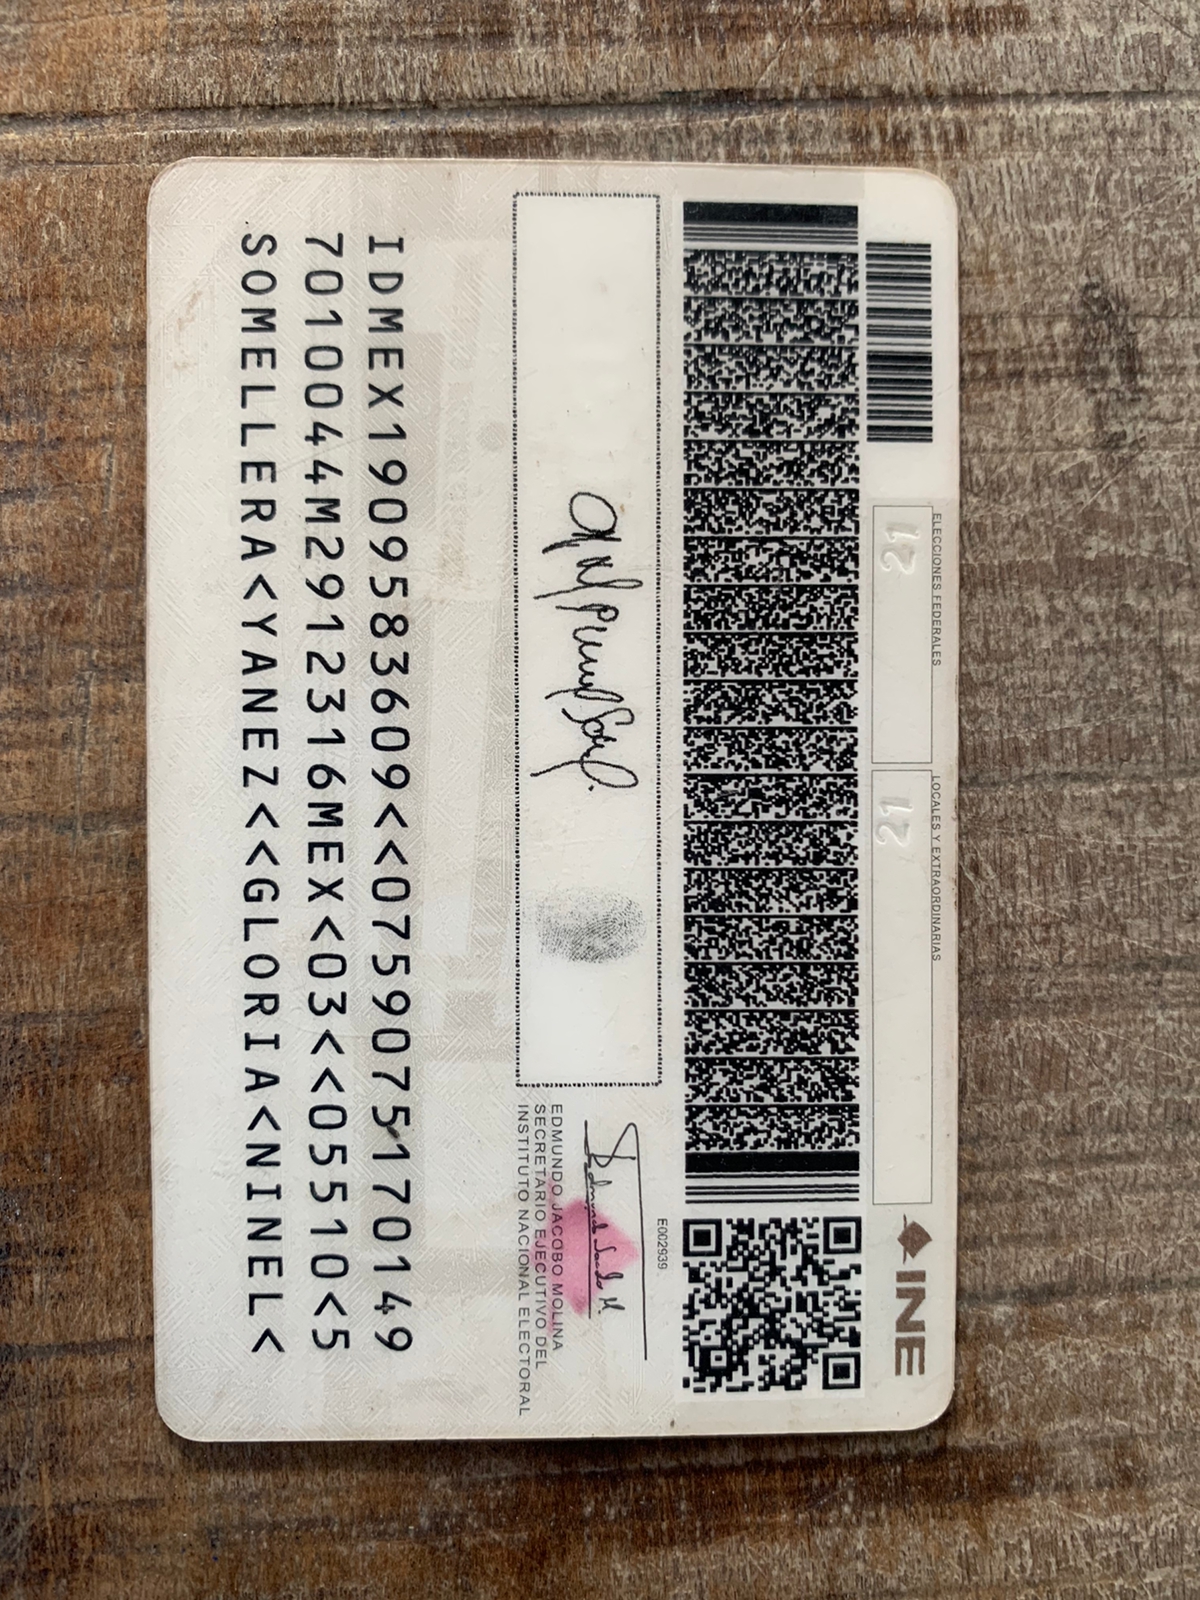 ELECCIONES FEDERALES
LOCALES Y EXTRAORDINARIAS
INE
21
21
E002939
EDMUNDO JACOBO MOLINA
SECRETARIO EJECUTIVO DEL
INSTITUTO NACIONAL ELECTORAL
IDMEX1909583609<<0759075170149
7010044M2912316MEX<03<<05510<5
SOMELLERA<YANEZ<<GLORIA<NINEL<